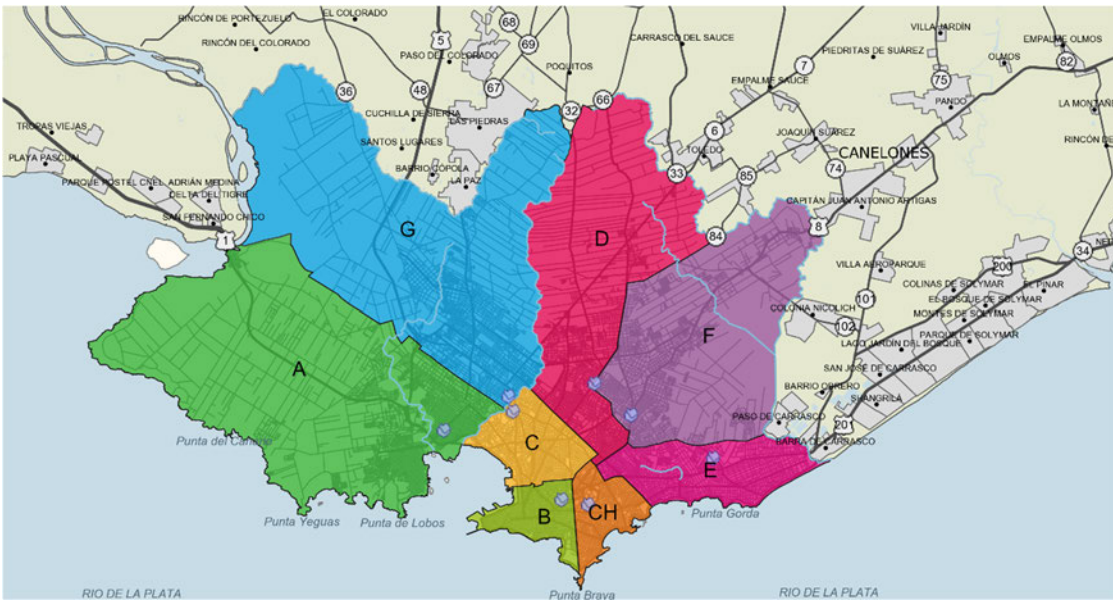 RINCÓN DE PORTEZUELO
EL COLORADO
68
VILLA JARDÍN
EMPALME OLMOS
RINCÓN DEL COLORADO
5
PASO DEL COLORADO
69
CARRASCO DEL SAUCE
PIEDRITAS DE SUÁREZ
OLMOS
82
POQUITOS
7
EMPALME SAUCE
75
36
48
67
32
66
PANDO
CUCHILLA DE SIERRA
LAS PIEDRAS
6
TROPAS VIEJAS
SANTOS LUGARES
TOLEDO
JOAQUÍN SUÁREZ
CANELONES
PLAYA PASCUAL
BARRIO CÓPOLA
LA PAZ
33
85
74
PARQUE POSTEL CNEL ADRIÁN MEDINA
DELTA DEL TIGRE
CAPITÁN JUAN ANTONIO ARTIGAS
SAN FERNANDO CHICO
1
G
D
84
8
34
VILLA AEROPARQUE
200
COLINAS DE SOLYMAR
EL PINAR
101
EL BOSQUE DE SOLYMAR
COLONIA NICOLICH
MONTES DE SOLYMAR
102
F
PARQUE DE SOLYMAR
LAGO JARDÍN DEL BOSQUE
A
SAN JOSÉ DE CARRASCO
BARRIO OBRERO
SHANGRILÁ
PASO DE CARRASCO
201
Punta del Canario
C
BARRA DE CARRASCO
E
B
CH
Punta Yeguas
Punta de Lobos
Punta Gorda
RIO DE LA PLATA
Punta Brava
RIO DE LA PLATA